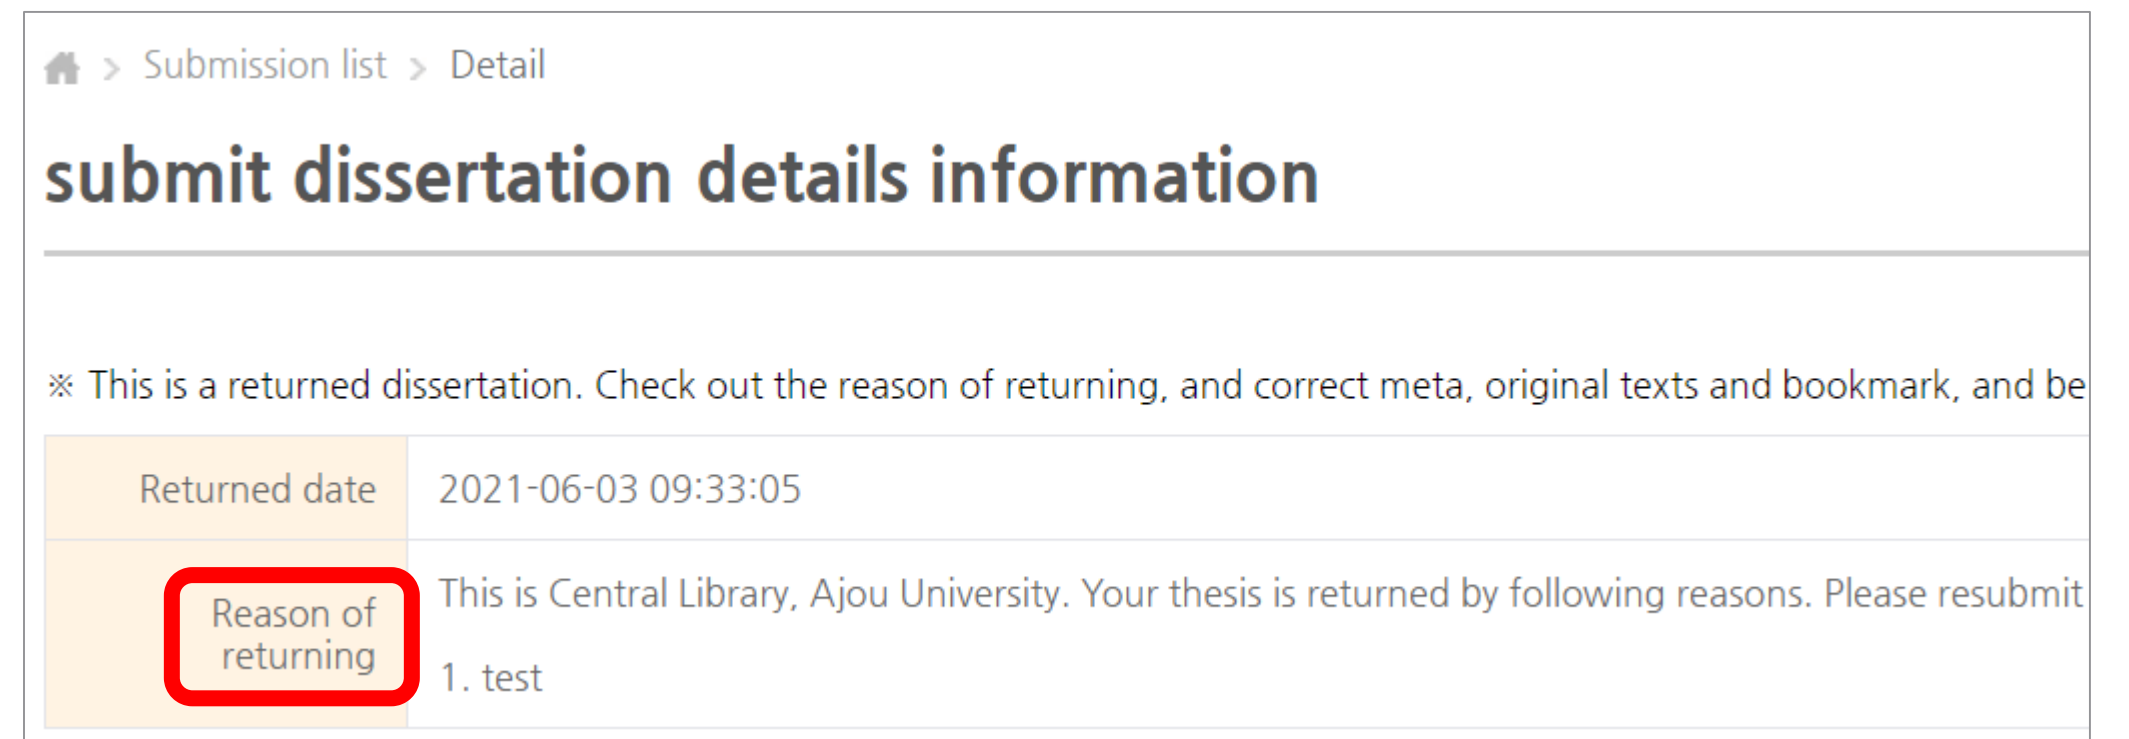 > Submission list > Detail
submit dissertation details information
※ This is a returned dissertation. Check out the reason of returning, and correct meta, original texts and bookmark, and be
Returned date 2021-06-03 09:33:05
Reason of
returning
This is Central Library, Ajou University. Your thesis is returned by following reasons. Please resubmit
1. test